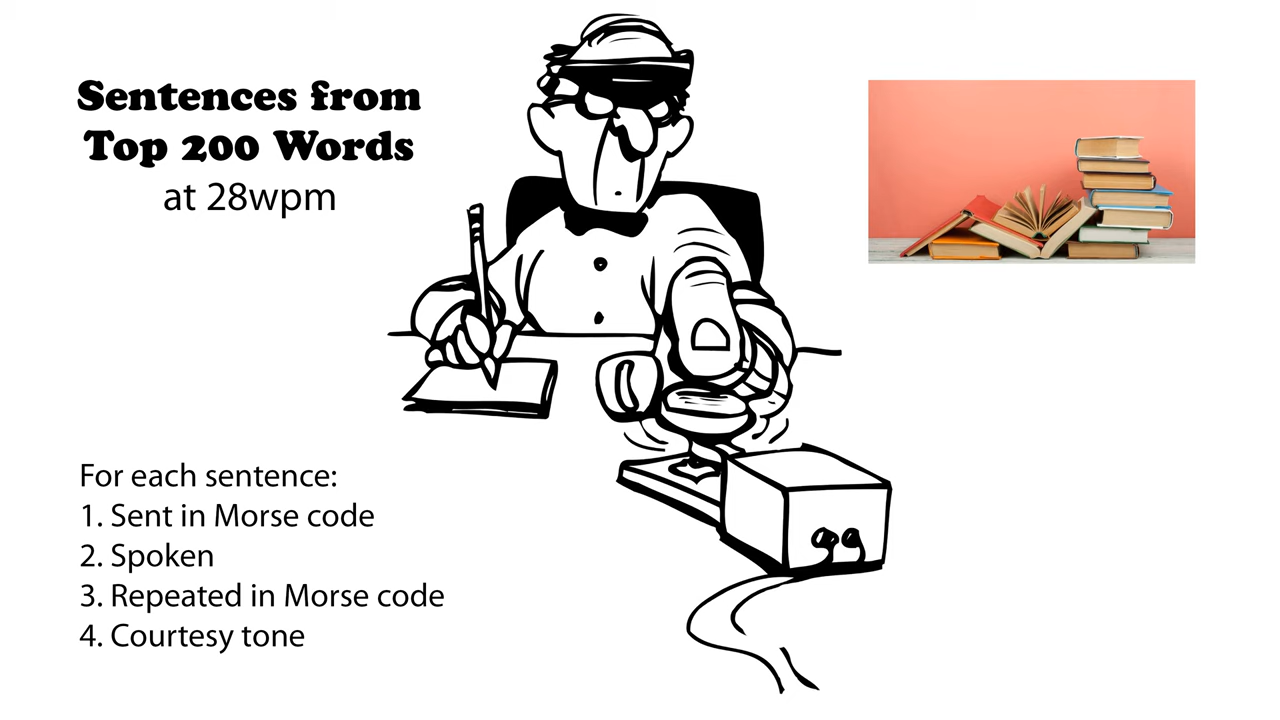 Sentences from
Top 200 Words
at 28wpm
For each sentence:
1. Sent in Morse code
2. Spoken
3. Repeated in Morse code
4. Courtesy tone